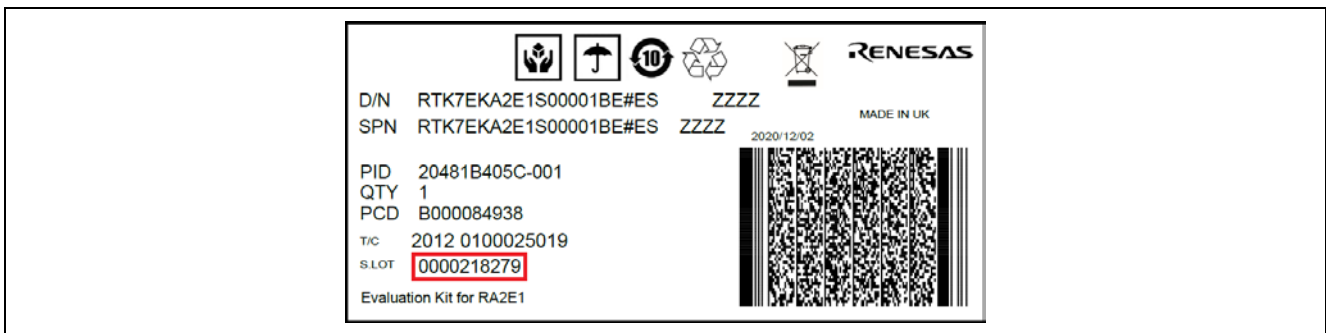 10
RENESAS
D/N RTK7EKA2E1S00001BE#ES ZZZZ
MADE IN UK
SPN RTK7EKA2E1S00001BE#ES ZZZZ
2020/12/02
PID 20481B405C-001
QTY 1
PCD B000084938
T/C 2012 0100025019
S.LOT 0000218279
Evaluation Kit for RA2E1